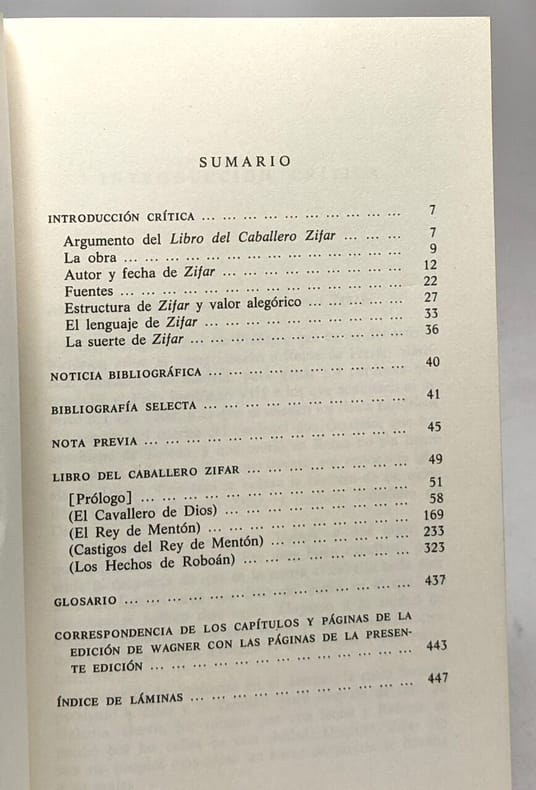 SUMARIO
INTRODUCCIÓN CRÍTICA ... ... ... ... ... ... ... ... ... ... 7
Argumento del Libro del Caballero Zifar ... ... ... 7
La obra ... ... ... ... ... ... ... ... ... ... ... ... ... ... 9
Autor y fecha de Zifar ... ... ... ... ... ... ... ... ... 12
Fuentes ... ... ... ... ... ... ... ... ... ... ... ... ... ... 22
Estructura de Zifar y valor alegórico ... ... ... ... ... 27
El lenguaje de Zifar ... ... ... ... ... ... ... ... ... ... 33
La suerte de Zifar ... ... ... ... ... ... ... ... ... ... ... 36
NOTICIA BIBLIOGRÁFICA ... ... ... ... ... ... ... ... ... ... 40
BIBLIOGRAFÍA SELECTA ... ... ... ... ... ... ... ... ... ... 41
NOTA PREVIA ... ... ... ... ... ... ... ... ... ... ... ... ... 45
LIBRO DEL CABALLERO ZIFAR ... ... ... ... ... ... ... ... 49
[Prólogo] ... ... ... ... ... ... ... ... ... ... ... ... ... 51
(El Cavallero de Dios) ... ... ... ... ... ... ... ... ... 58
(El Rey de Mentón) ... ... ... ... ... ... ... ... ... ... 169
(Castigos del Rey de Mentón) ... ... ... ... ... ... ... 233
(Los Hechos de Roboán) ... ... ... ... ... ... ... ... ... 323
GLOSARIO ... ... ... ... ... ... ... ... ... ... ... ... ... ... 437
CORRESPONDENCIA DE LOS CAPÍTULOS Y PÁGINAS DE LA
EDICIÓN DE WAGNER CON LAS PÁGINAS DE LA PRESEN-
TE EDICIÓN ... ... ... ... ... ... ... ... ... ... ... ... ... 443
ÍNDICE DE LÁMINAS ... ... ... ... ... ... ... ... ... ... ... 447